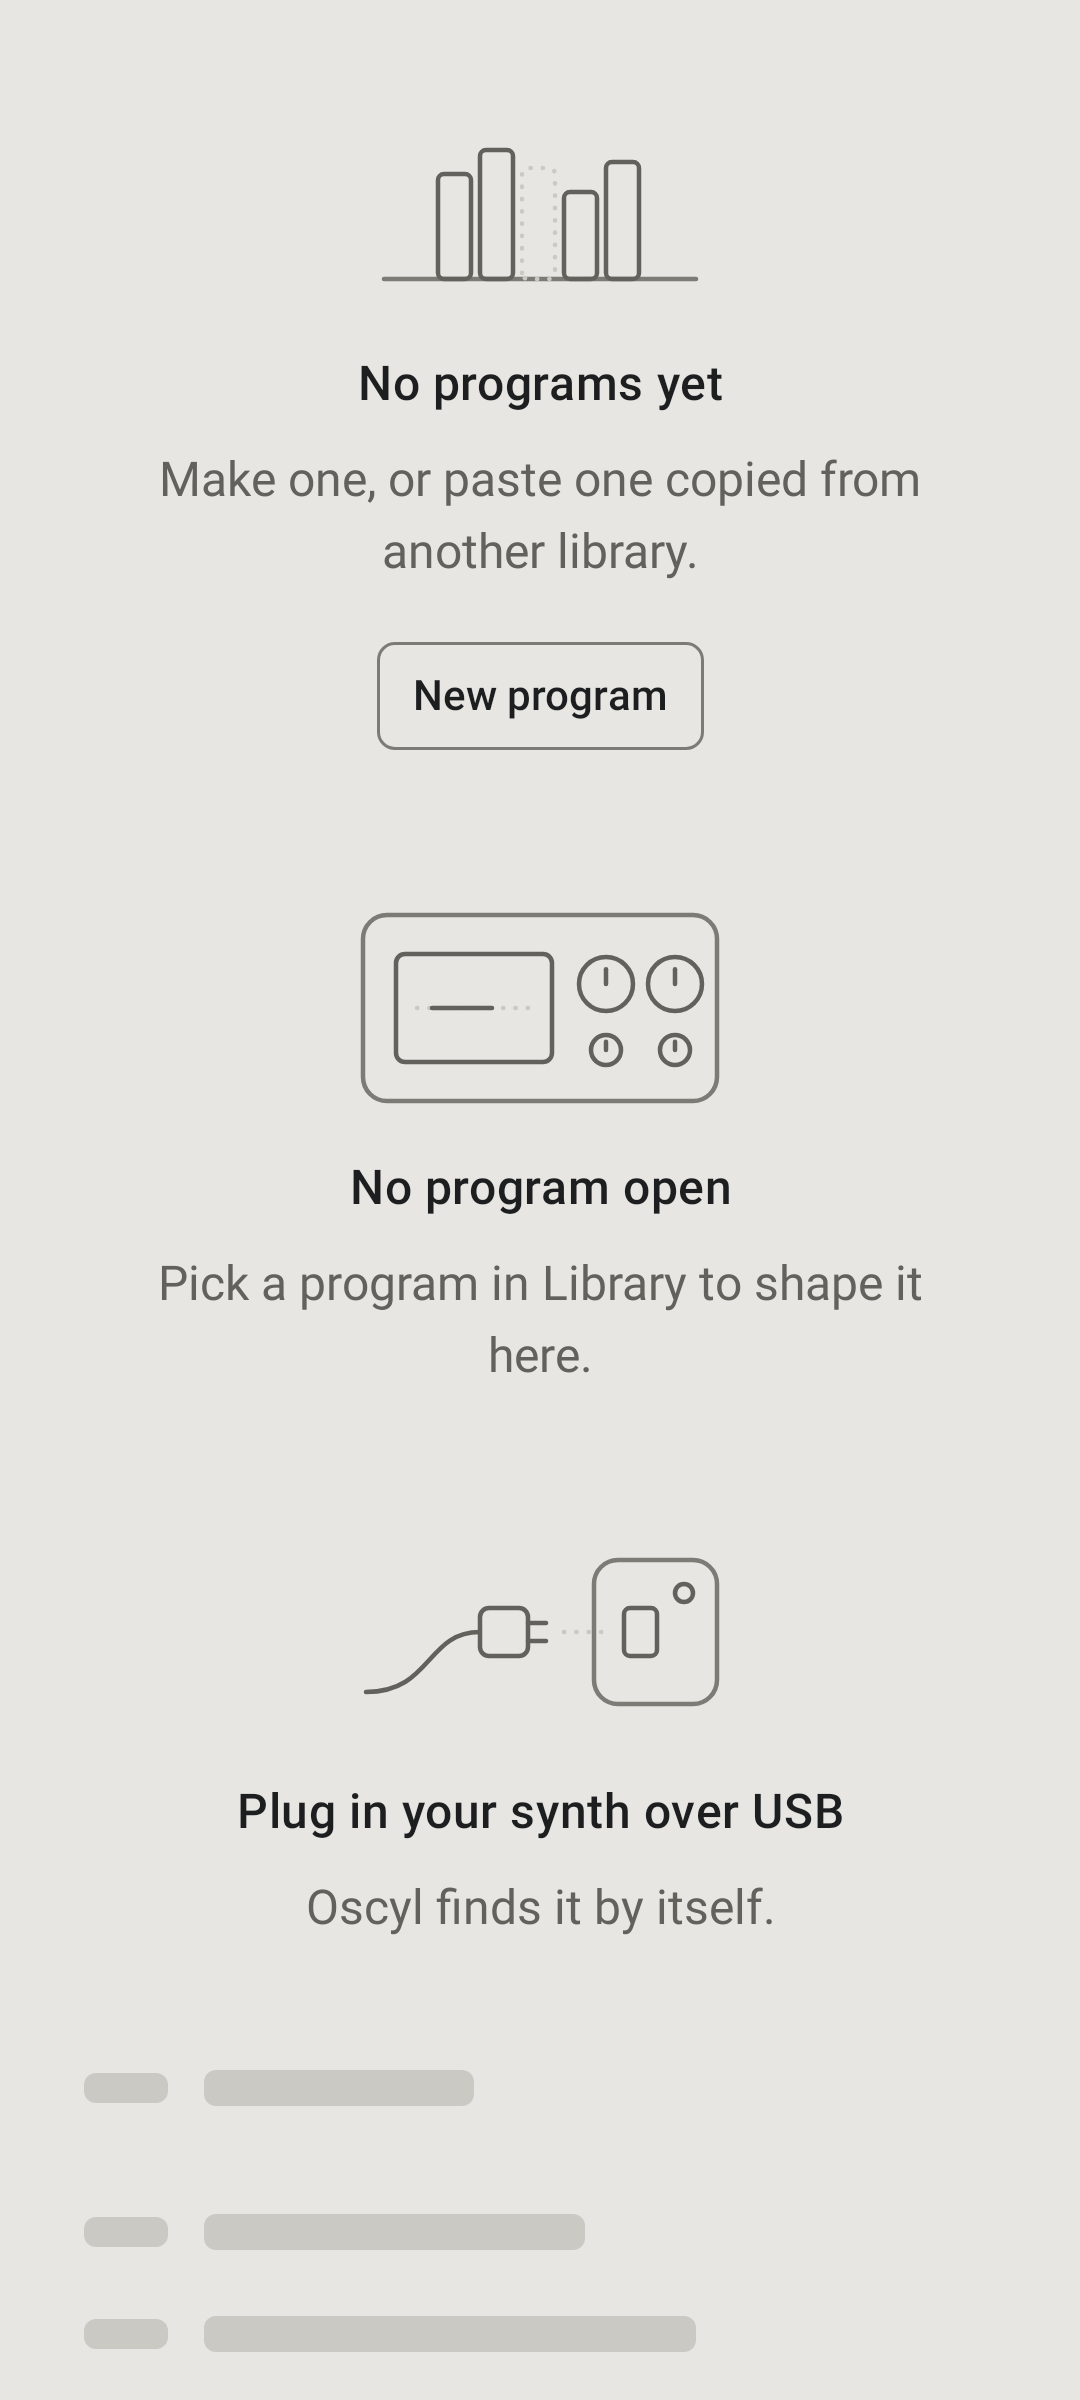 No programs yet
Make one, or paste one copied from
another library.
New program
No program open
Pick a program in Library to shape it
here.
Plug in your synth over USB
Oscyl finds it by itself.